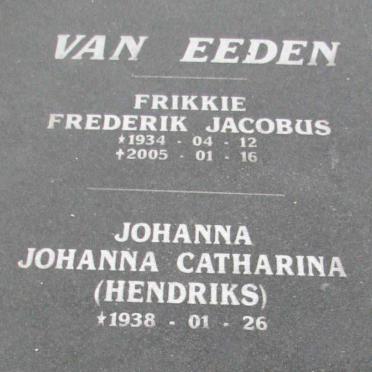 VAN EEDEN
FRIKKIE
FREDERIK JACOBUS
★1934 - 04 - 12
✝2005 - 01 - 16
JOHANNA
JOHANNA CATHARINA
(HENDRIKS)
★1938 - 01 - 26